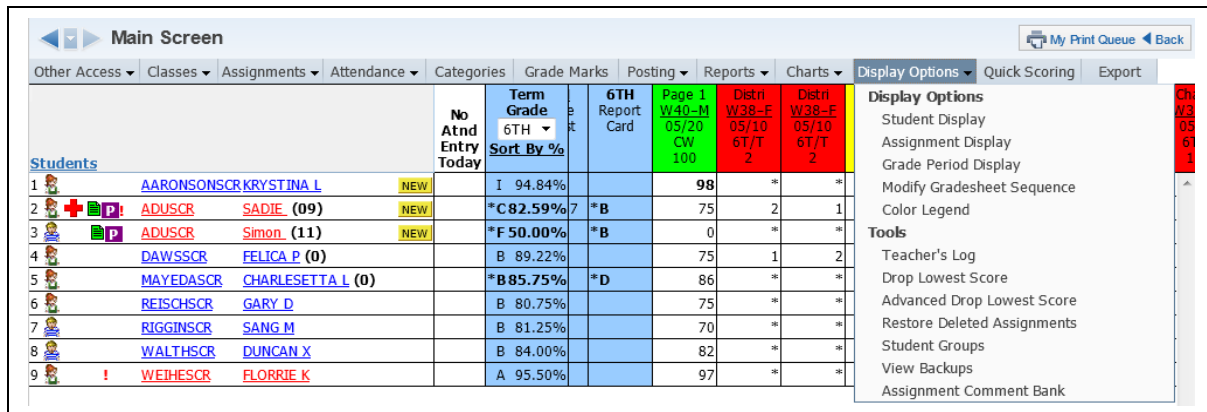 Main Screen
My Print Queue Back
Other Access Classes Assignments Attendance Categories Grade Marks Posting Reports Charts Display Options Quick Scoring Export
Students
No Atnd Entry Today
Term Grade
6TH
Sort By %
6TH Report Card
Page 1 W40-M 05/20 CW 100
Distri W38-F 05/10 6T/T 2
Distri W38-F 05/10 6T/T 2
1 AARONSONSCR KRYSTINA L NEW I 94.84% 98 * *
2 P! ADUSCR SADIE (09) NEW *C 82.59% 7 *B 75 2 1
3 P ADUSCR Simon (11) NEW *F 50.00% *B 0 * *
4 DAWSSCR FELICA P (0) B 89.22% 75 1 2
5 MAYEDASCR CHARLESETTA L (0) *B 85.75% *D 86 * *
6 REISCHSCR GARY D B 80.75% 75 * *
7 RIGGINSCR SANG M B 81.25% 70 * *
8 WALTHSCR DUNCAN X B 84.00% 82 * *
9 ! WEIHESCR FLORRIE K A 95.50% 97 * *
Display Options
Student Display
Assignment Display
Grade Period Display
Modify Gradesheet Sequence
Color Legend
Tools
Teacher's Log
Drop Lowest Score
Advanced Drop Lowest Score
Restore Deleted Assignments
Student Groups
View Backups
Assignment Comment Bank